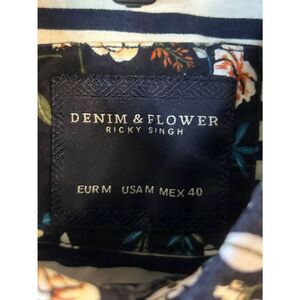 DENIM & FLOWER
RICKY SINGH
EUR M USA M MEX 40